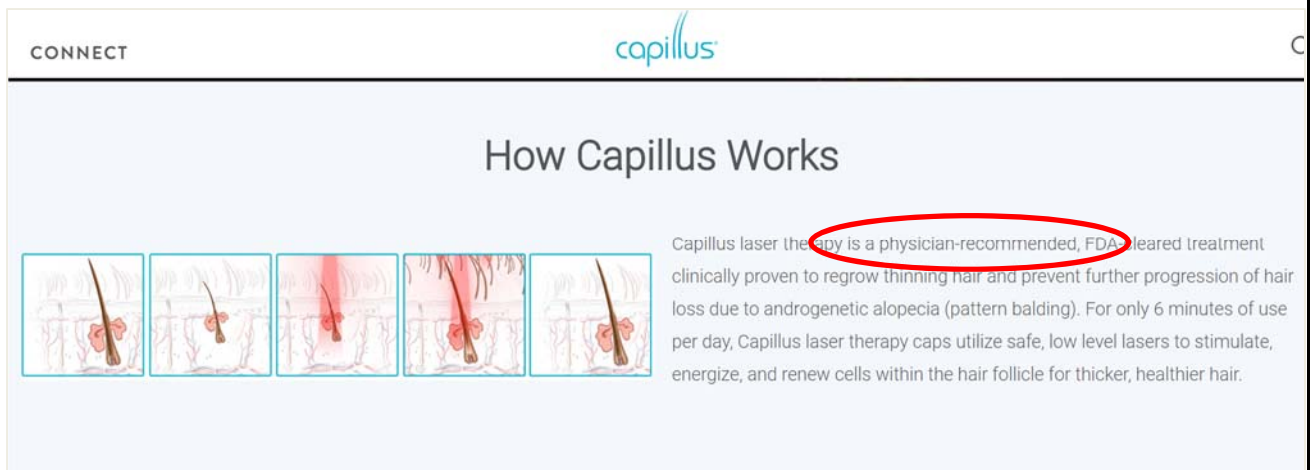 CONNECT
capillus
How Capillus Works
Capillus laser therapy is a physician-recommended, FDA-cleared treatment
clinically proven to regrow thinning hair and prevent further progression of hair
loss due to androgenetic alopecia (pattern balding). For only 6 minutes of use
per day, Capillus laser therapy caps utilize safe, low level lasers to stimulate,
energize, and renew cells within the hair follicle for thicker, healthier hair.